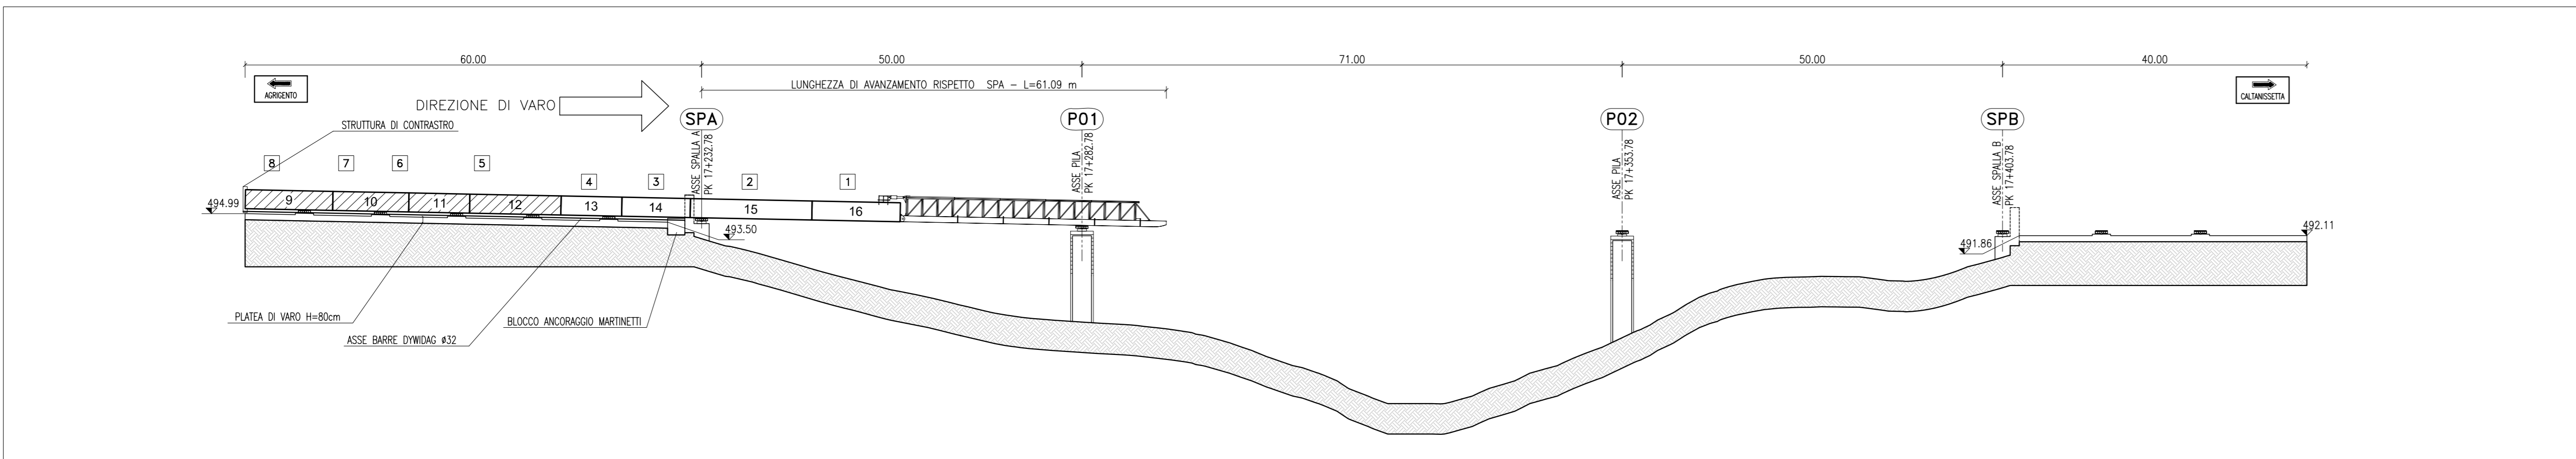 60.00
50.00
71.00
50.00
40.00
AGRIGENTO
LUNGHEZZA DI AVANZAMENTO RISPETTO SPA - L=61.09 m
CALTANISSETTA
DIREZIONE DI VARO
STRUTTURA DI CONTRASTRO
SPA
P01
P02
SPB
ASSE SPALLA A
PK 17+232.78
ASSE PILA
PK 17+282.78
ASSE PILA
PK 17+353.78
ASSE SPALLA B
PK 17+403.78
8
7
6
5
4
3
2
1
494.99
9
10
11
12
13
14
15
16
493.50
491.86
492.11
PLATEA DI VARO H=80cm
BLOCCO ANCORAGGIO MARTINETTI
ASSE BARRE DYWIDAG ø32